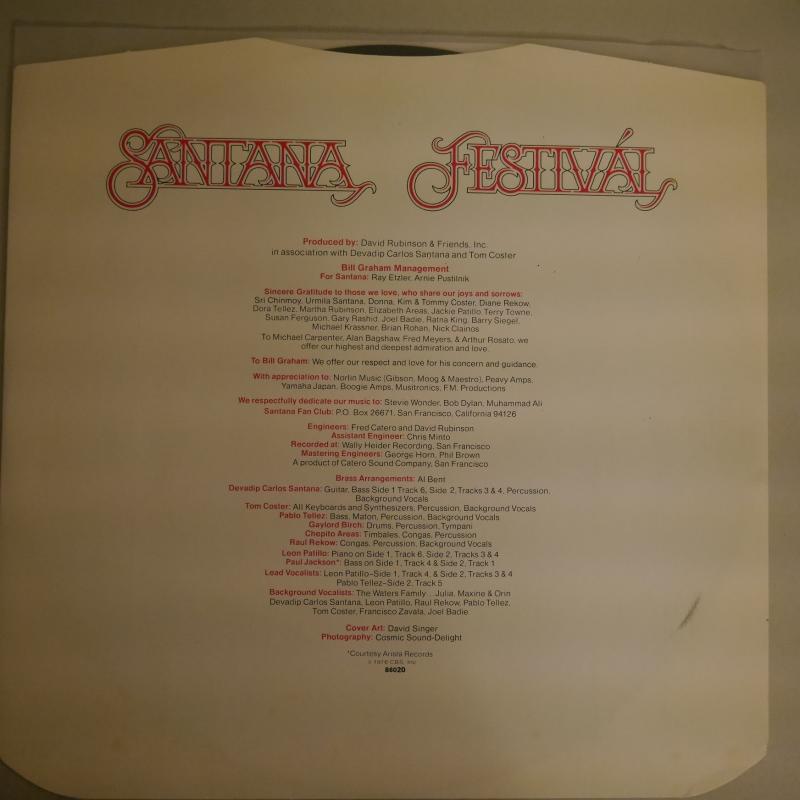 SANTANA FESTIVÁL
Produced by: David Rubinson & Friends, Inc.
in association with Devadip Carlos Santana and Tom Coster
Bill Graham Management
For Santana: Ray Etzler, Arnie Pustilnik
Sincere Gratitude to those we love, who share our joys and sorrows:
Sri Chinmoy, Urmila Santana, Donna, Kim & Tommy Coster, Diane Rekow,
Dora Tellez, Martha Rubinson, Elizabeth Areas, Jackie Patillo, Terry Towne,
Susan Ferguson, Gary Rashid, Joel Badie, Ratna King, Barry Siegel,
Michael Krassner, Brian Rohan, Nick Clainos
To Michael Carpenter, Alan Bagshaw, Fred Meyers, & Arthur Rosato, we
offer our highest and deepest admiration and love.
To Bill Graham: We offer our respect and love for his concern and guidance.
With appreciation to: Norlin Music (Gibson, Moog & Maestro), Peavy Amps,
Yamaha Japan, Boogie Amps, Musitronics, F.M. Productions
We respectfully dedicate our music to: Stevie Wonder, Bob Dylan, Muhammad Ali
Santana Fan Club: P.O. Box 26671, San Francisco, California 94126
Engineers: Fred Catero and David Rubinson
Assistant Engineer: Chris Minto
Recorded at: Wally Heider Recording, San Francisco
Mastering Engineers: George Horn, Phil Brown
A product of Catero Sound Company, San Francisco
Brass Arrangements: Al Bent
Devadip Carlos Santana: Guitar, Bass Side 1 Track 6, Side 2, Tracks 3 & 4, Percussion,
Background Vocals
Tom Coster: All Keyboards and Synthesizers, Percussion, Background Vocals
Pablo Tellez: Bass, Maton, Percussion, Background Vocals
Gaylord Birch: Drums, Percussion, Tympani
Chepito Areas: Timbales, Congas, Percussion
Raul Rekow: Congas, Percussion, Background Vocals
Leon Patillo: Piano on Side 1, Track 6, Side 2, Tracks 3 & 4
Paul Jackson*: Bass on Side 1, Track 4 & Side 2, Track 1
Lead Vocalists: Leon Patillo–Side 1, Track 4, & Side 2, Tracks 3 & 4
Pablo Tellez–Side 2, Track 5
Background Vocalists: The Waters Family...Julia, Maxine & Orin
Devadip Carlos Santana, Leon Patillo, Raul Rekow, Pablo Tellez,
Tom Coster, Francisco Zavala, Joel Badie.
Cover Art: David Singer
Photography: Cosmic Sound-Delight
*Courtesy Arista Records
© 1976 CBS, Inc.
86020